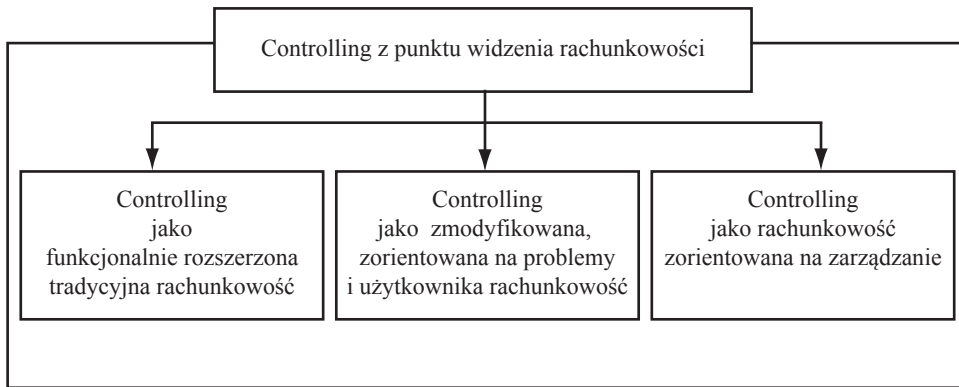 Controlling z punktu widzenia rachunkowości
Controlling
jako
funkcjonalnie rozszerzona
tradycyjna rachunkowość
Controlling
jako zmodyfikowana,
zorientowana na problemy
i użytkownika rachunkowość
Controlling
jako rachunkowość
zorientowana na zarządzanie